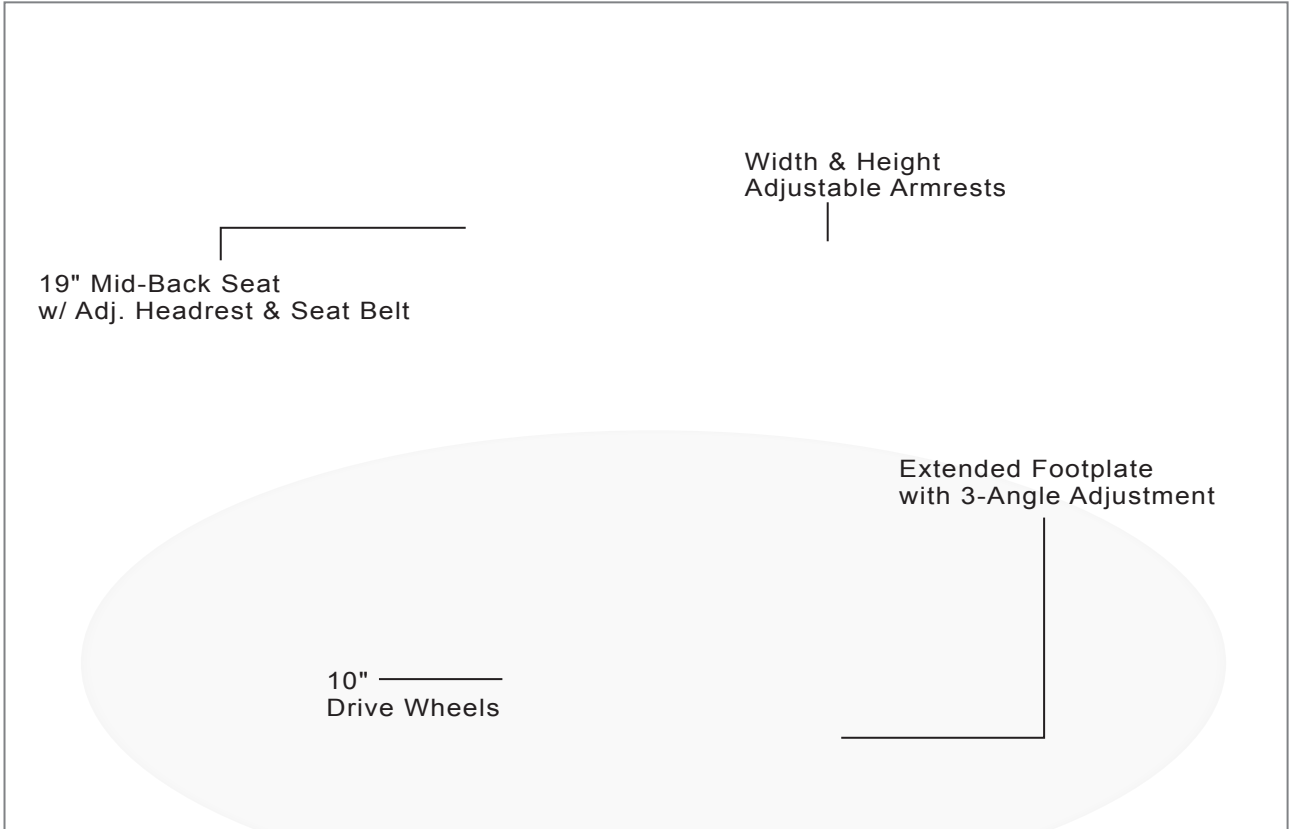 Width & Height
Adjustable Armrests
19" Mid-Back Seat
w/ Adj. Headrest & Seat Belt
Extended Footplate
with 3-Angle Adjustment
10"
Drive Wheels